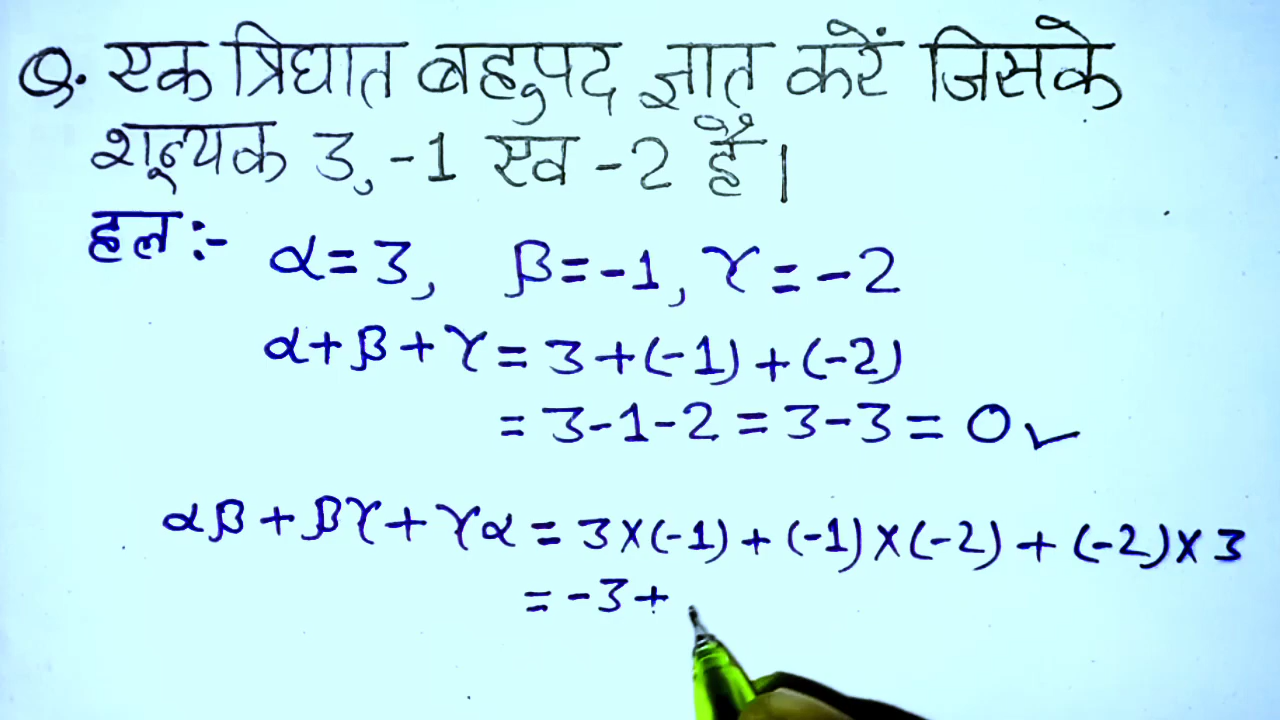 Q. एक त्रिघात बहुपद ज्ञात करें जिसके
शून्यक 3, -1 एव -2 है।
हल :- α = 3, β = -1, γ = -2
α + β + γ = 3 + (-1) + (-2)
= 3 - 1 - 2 = 3 - 3 = 0 ✓
αβ + βγ + γα = 3 × (-1) + (-1) × (-2) + (-2) × 3
= -3 +